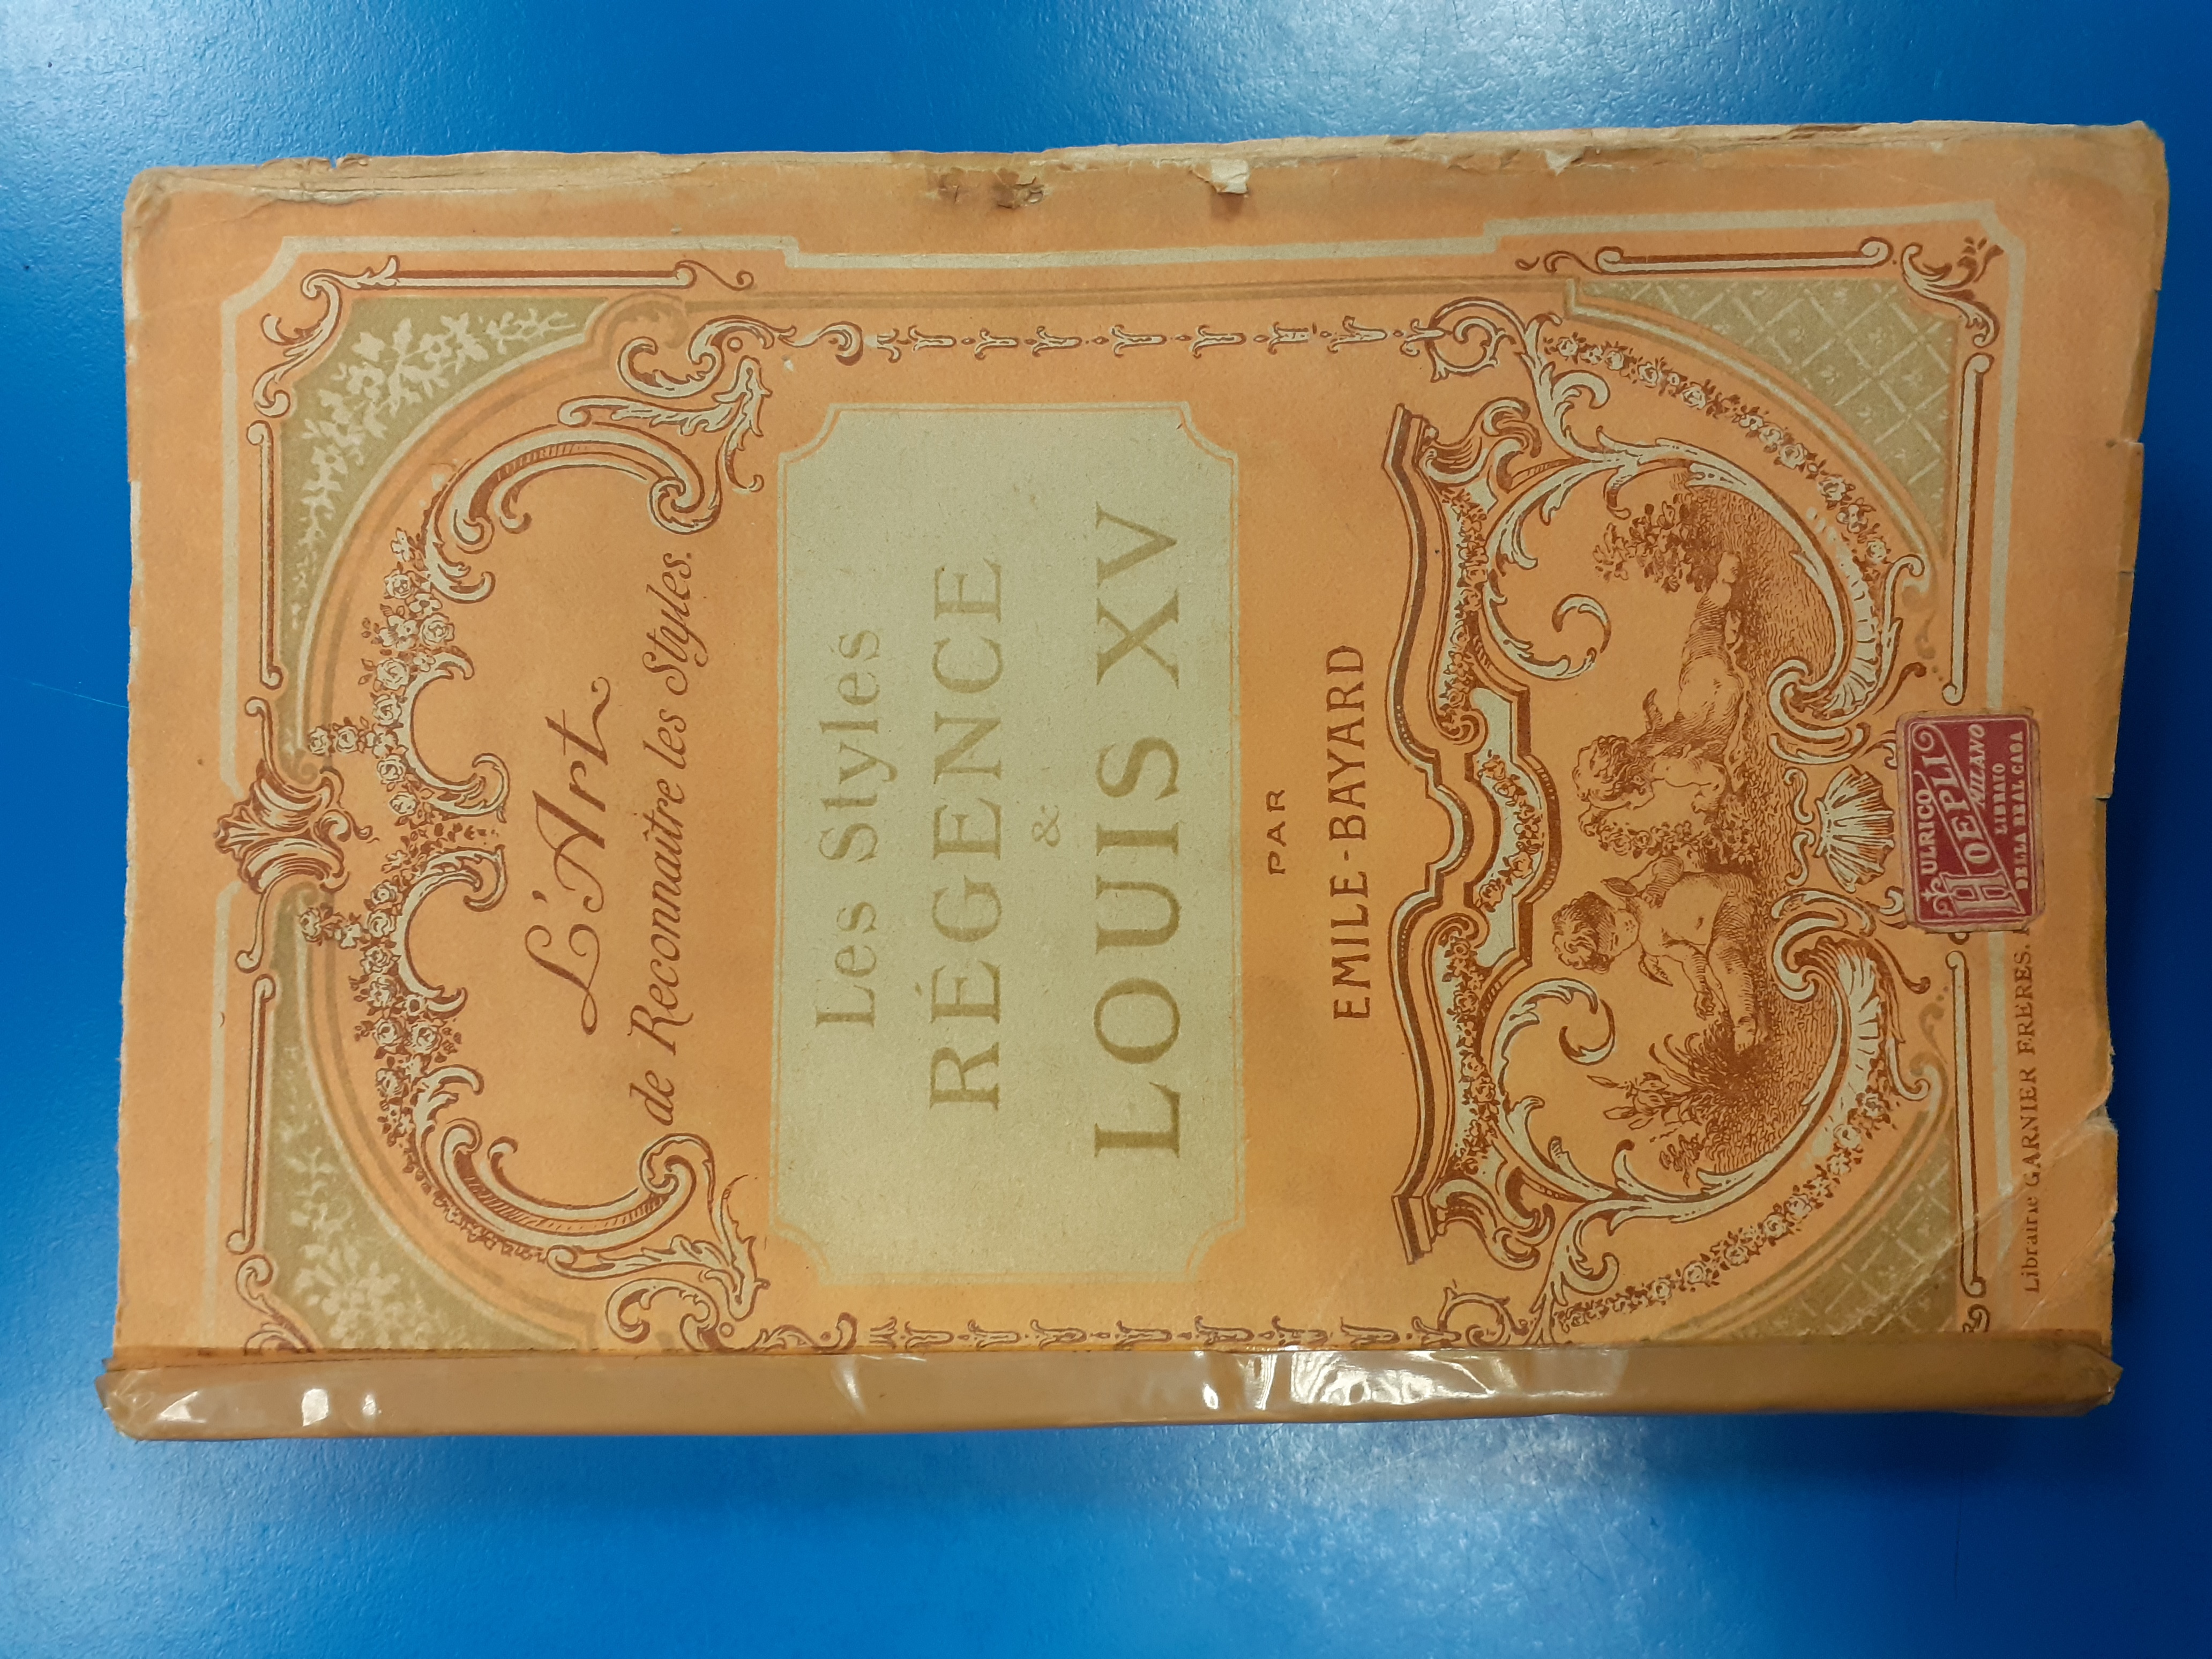 L'Art
de Reconnaître les Styles.
Les Styles
RÉGENCE
&
LOUIS XV
PAR
EMILE-BAYARD
ULRICO
HOEPLI
MILANO
LIBRAIO
DELLA REAL CASA
Librairie GARNIER FRERES.